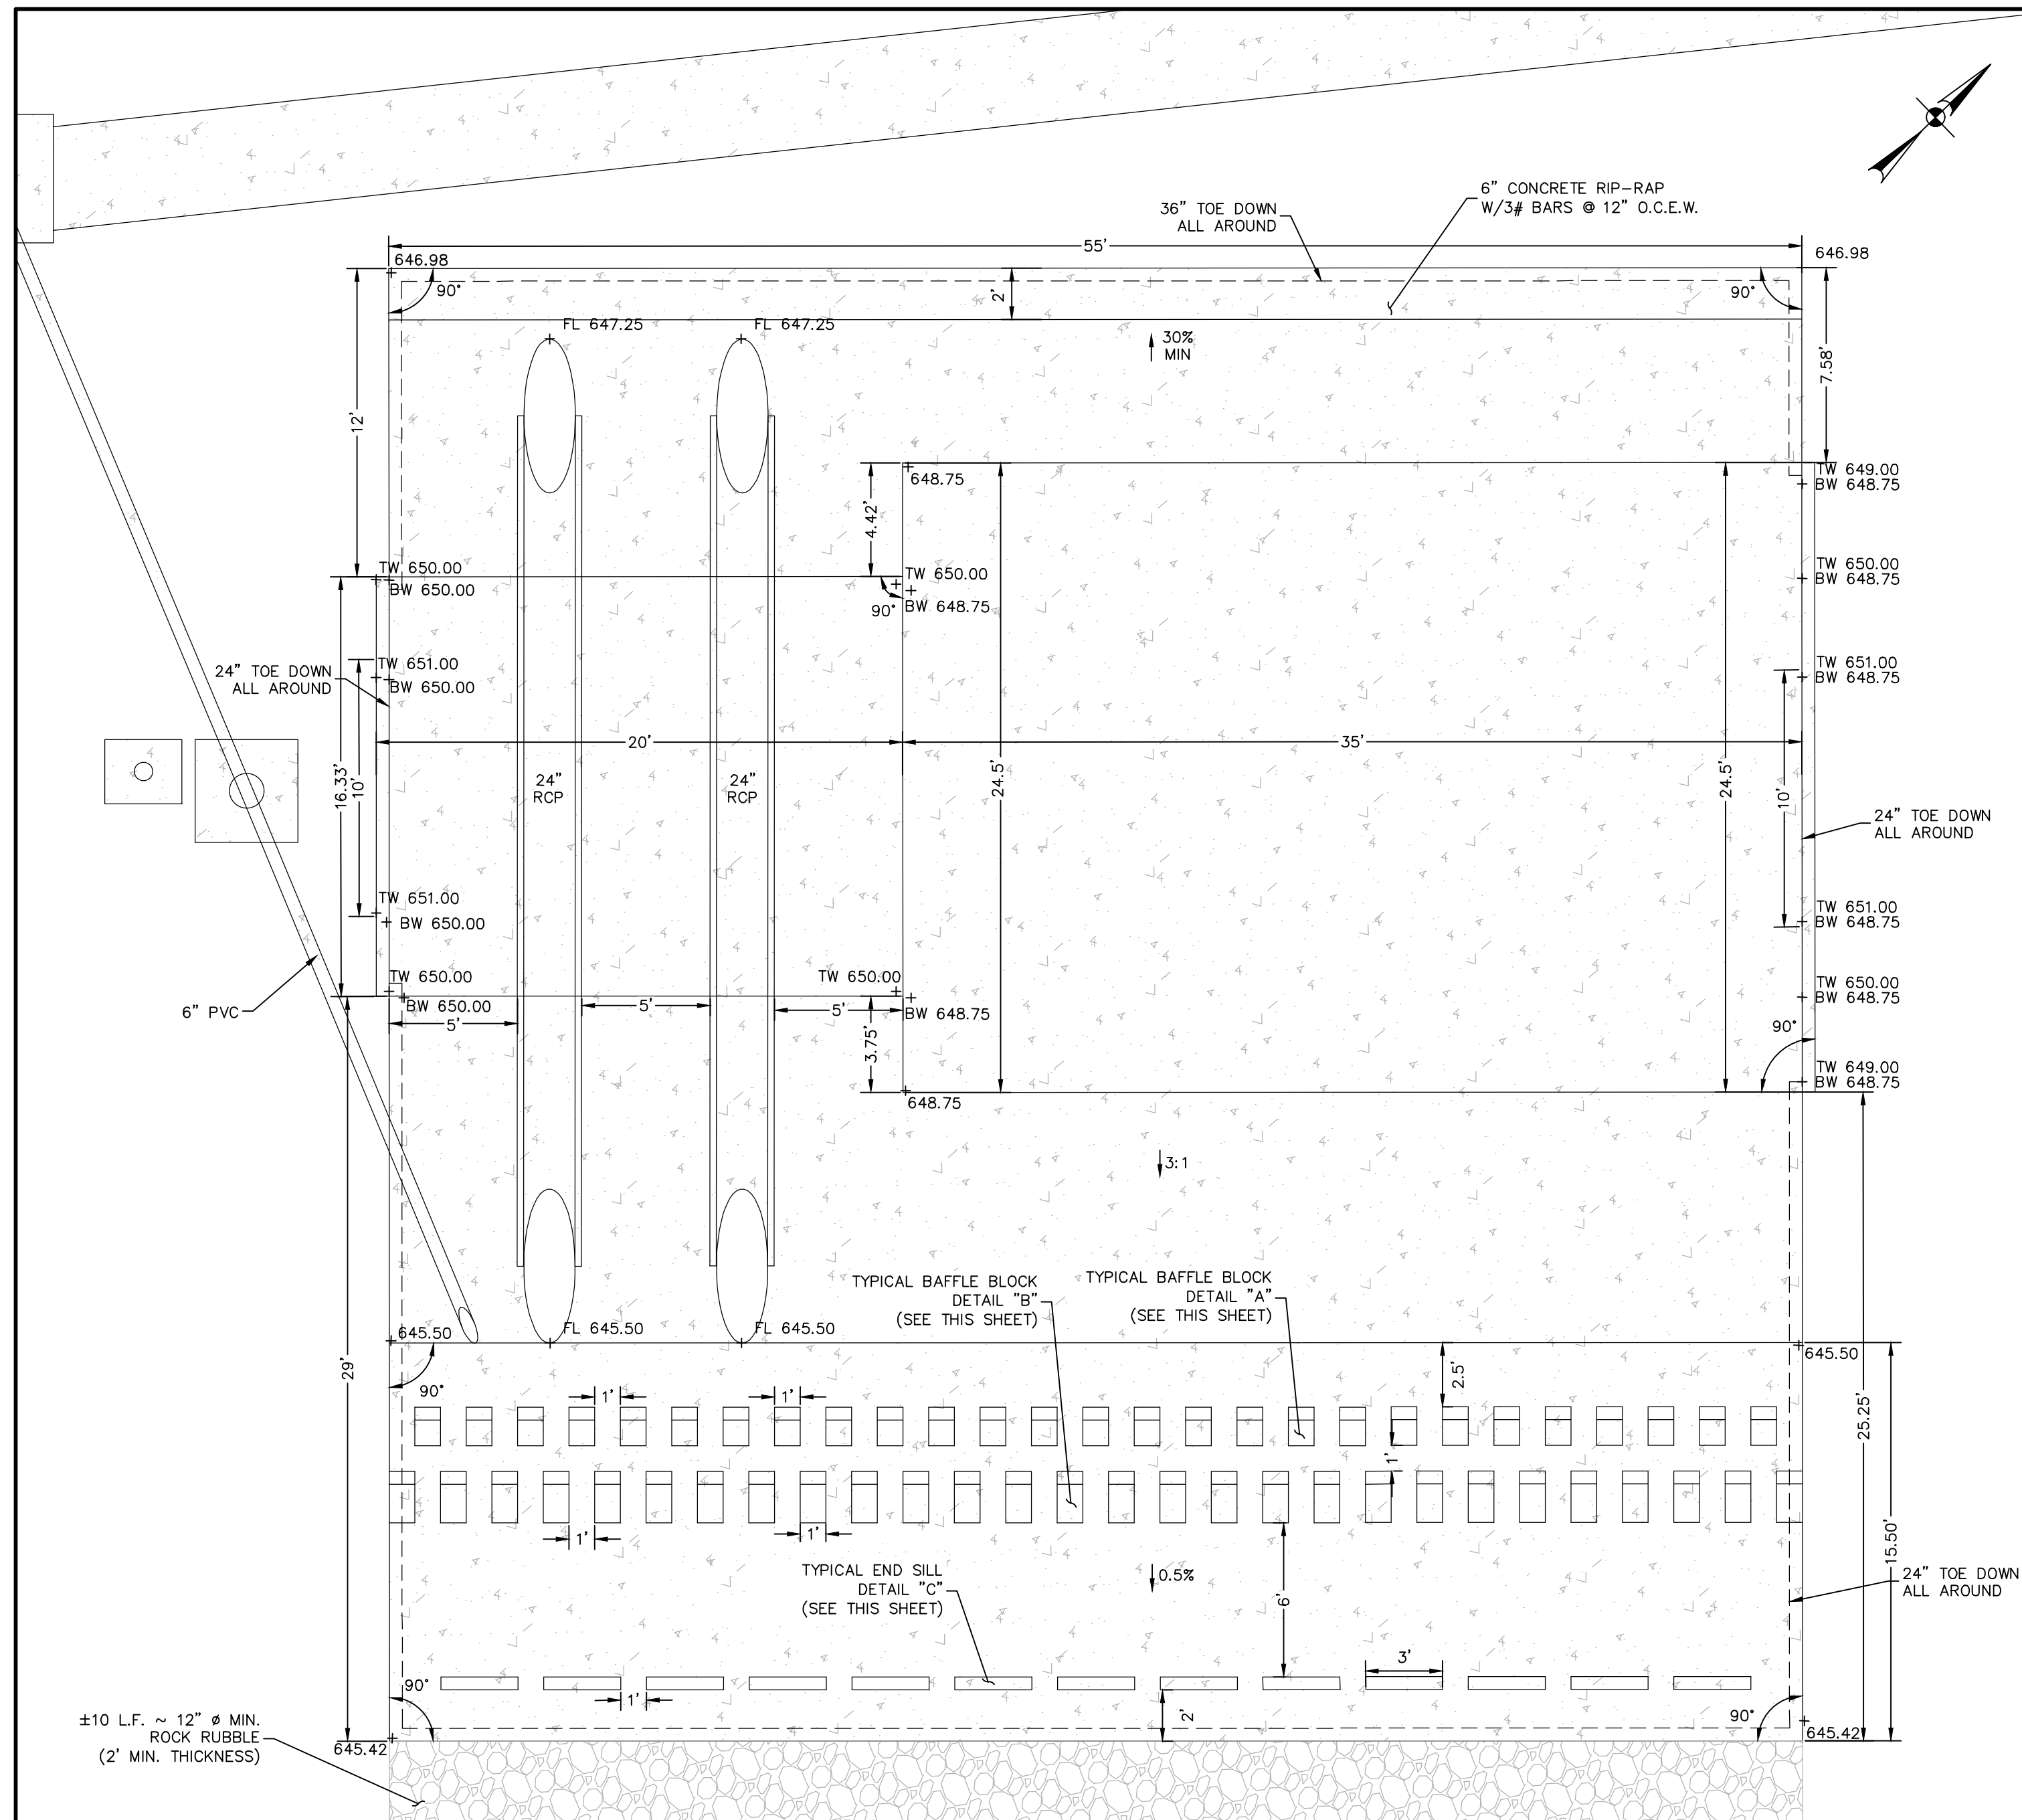 6" CONCRETE RIP-RAP
W/3# BARS @ 12" O.C.E.W.
36" TOE DOWN
ALL AROUND
55'
646.98
646.98
90°
2'
90°
FL 647.25
FL 647.25
30%
MIN
7.58'
12'
648.75
TW 649.00
BW 648.75
4.42'
TW 650.00
BW 650.00
TW 650.00
90°
BW 648.75
TW 650.00
BW 648.75
24" TOE DOWN
ALL AROUND
TW 651.00
BW 650.00
TW 651.00
BW 648.75
20'
35'
16.33'
10'
24"
RCP
24"
RCP
24.5'
24.5'
10'
24" TOE DOWN
ALL AROUND
TW 651.00
BW 650.00
TW 651.00
BW 648.75
6" PVC
TW 650.00
BW 650.00
TW 650.00
BW 648.75
TW 650.00
BW 648.75
5'
5'
5'
3.75'
90°
648.75
TW 649.00
BW 648.75
3:1
TYPICAL BAFFLE BLOCK
DETAIL "B"
(SEE THIS SHEET)
TYPICAL BAFFLE BLOCK
DETAIL "A"
(SEE THIS SHEET)
645.50
FL 645.50
FL 645.50
645.50
29'
90°
2.5'
1'
1'
25.25'
1'
15.50'
1'
1'
TYPICAL END SILL
DETAIL "C"
(SEE THIS SHEET)
0.5%
6'
24" TOE DOWN
ALL AROUND
3'
1'
90°
2'
90°
±10 L.F. ~ 12" ø MIN.
ROCK RUBBLE
(2' MIN. THICKNESS)
645.42
645.42